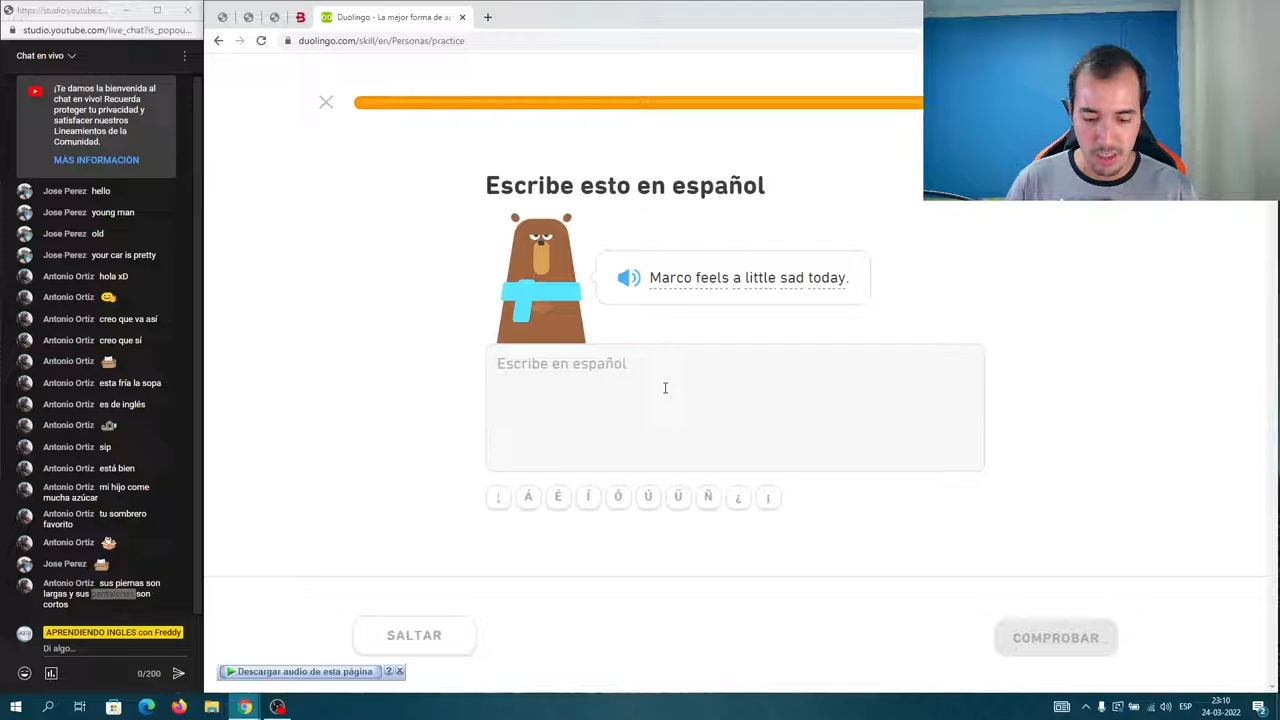 https://studio.youtube.c...
studio.youtube.com/live_chat?is_popou...
Chat en vivo
¡Te damos la bienvenida al
chat en vivo! Recuerda
proteger tu privacidad y
satisfacer nuestros
Lineamientos de la
Comunidad.
MÁS INFORMACIÓN
Jose Perez hello
Jose Perez young man
Jose Perez old
Jose Perez your car is pretty
Antonio Ortiz hola xD
Antonio Ortiz
Antonio Ortiz creo que va así
Antonio Ortiz creo que sí
Antonio Ortiz
Antonio Ortiz esta fría la sopa
Antonio Ortiz es de inglés
Antonio Ortiz
Antonio Ortiz sip
Antonio Ortiz está bien
Antonio Ortiz mi hijo come
mucha azúcar
Antonio Ortiz tu sombrero
favorito
Antonio Ortiz
Jose Perez
Antonio Ortiz sus piernas son
largas y sus pantalones son
cortos
APRENDIENDO INGLES con Freddy
Di algo...
0/200
Duolingo - La mejor forma de a
duolingo.com/skill/en/Personas/practice
Escribe esto en español
Marco feels a little sad today.
Escribe en español
Á É Í Ó Ú Ü Ñ ¿ ¡
SALTAR
COMPROBAR
Descargar audio de esta página ? X
ESP
23:10
24-03-2022
2